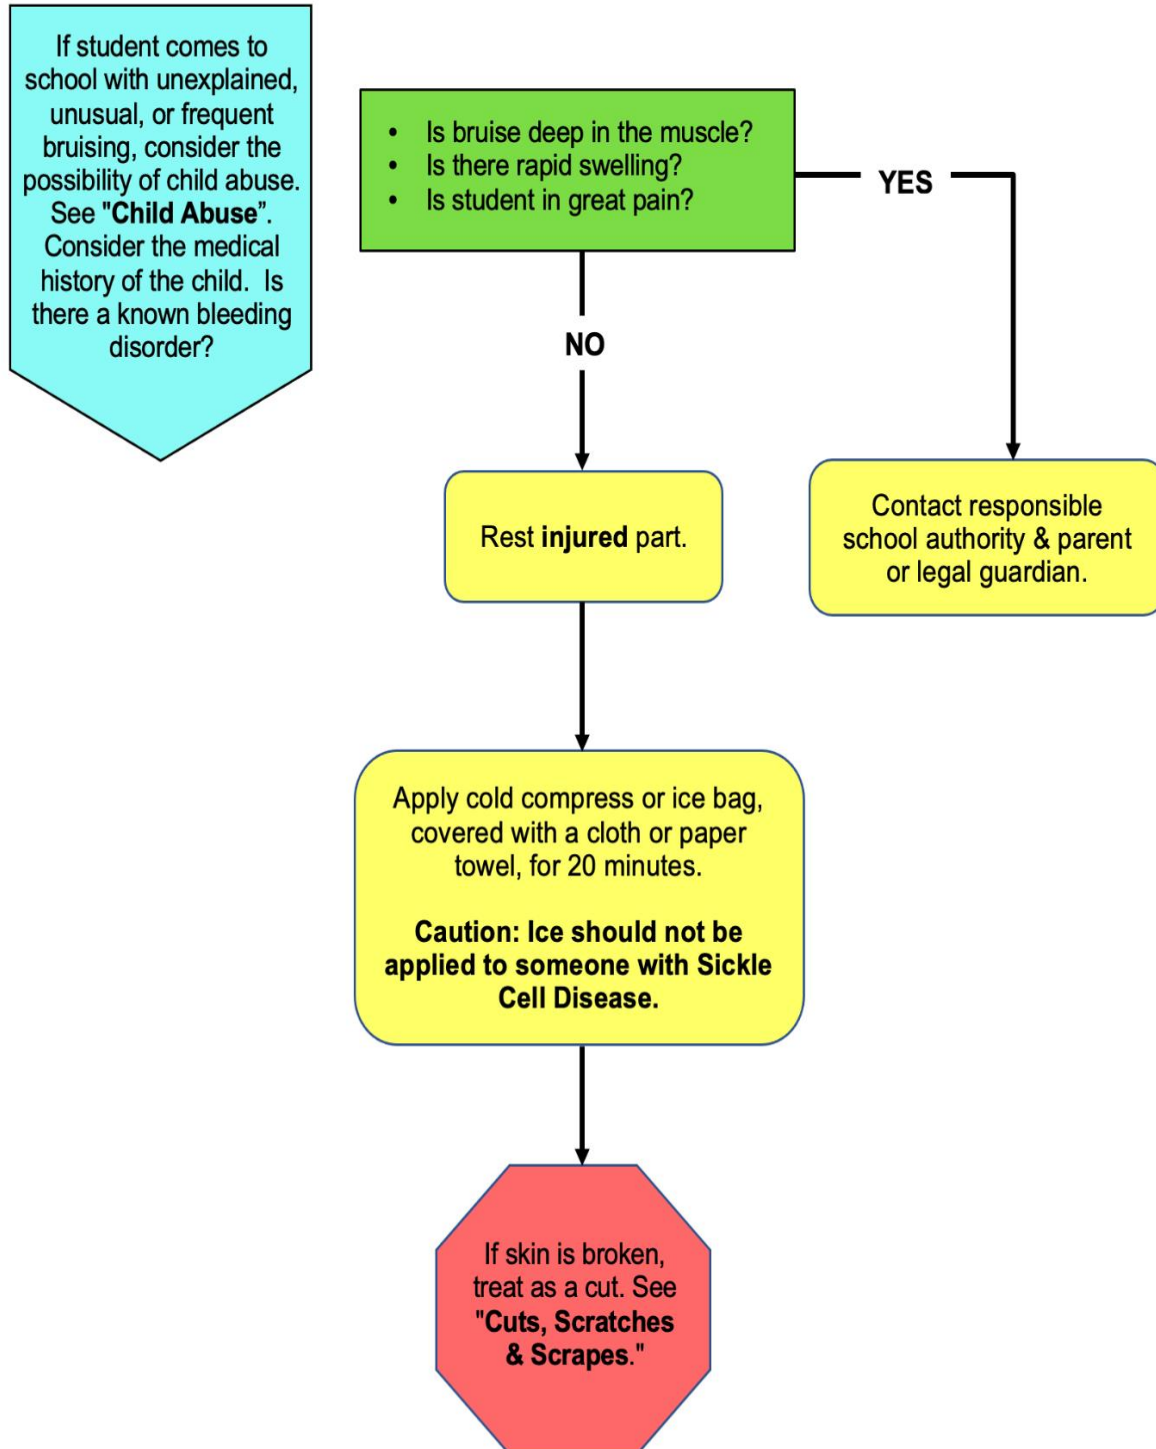 If student comes to
school with unexplained,
unusual, or frequent
bruising, consider the
possibility of child abuse.
See "Child Abuse”.
Consider the medical
history of the child.  Is
there a known bleeding
disorder?
• Is bruise deep in the muscle?
• Is there rapid swelling?
• Is student in great pain?
YES
NO
Rest injured part.
Contact responsible
school authority & parent
or legal guardian.
Apply cold compress or ice bag,
covered with a cloth or paper
towel, for 20 minutes.
Caution: Ice should not be
applied to someone with Sickle
Cell Disease.
If skin is broken,
treat as a cut. See
"Cuts, Scratches
& Scrapes."